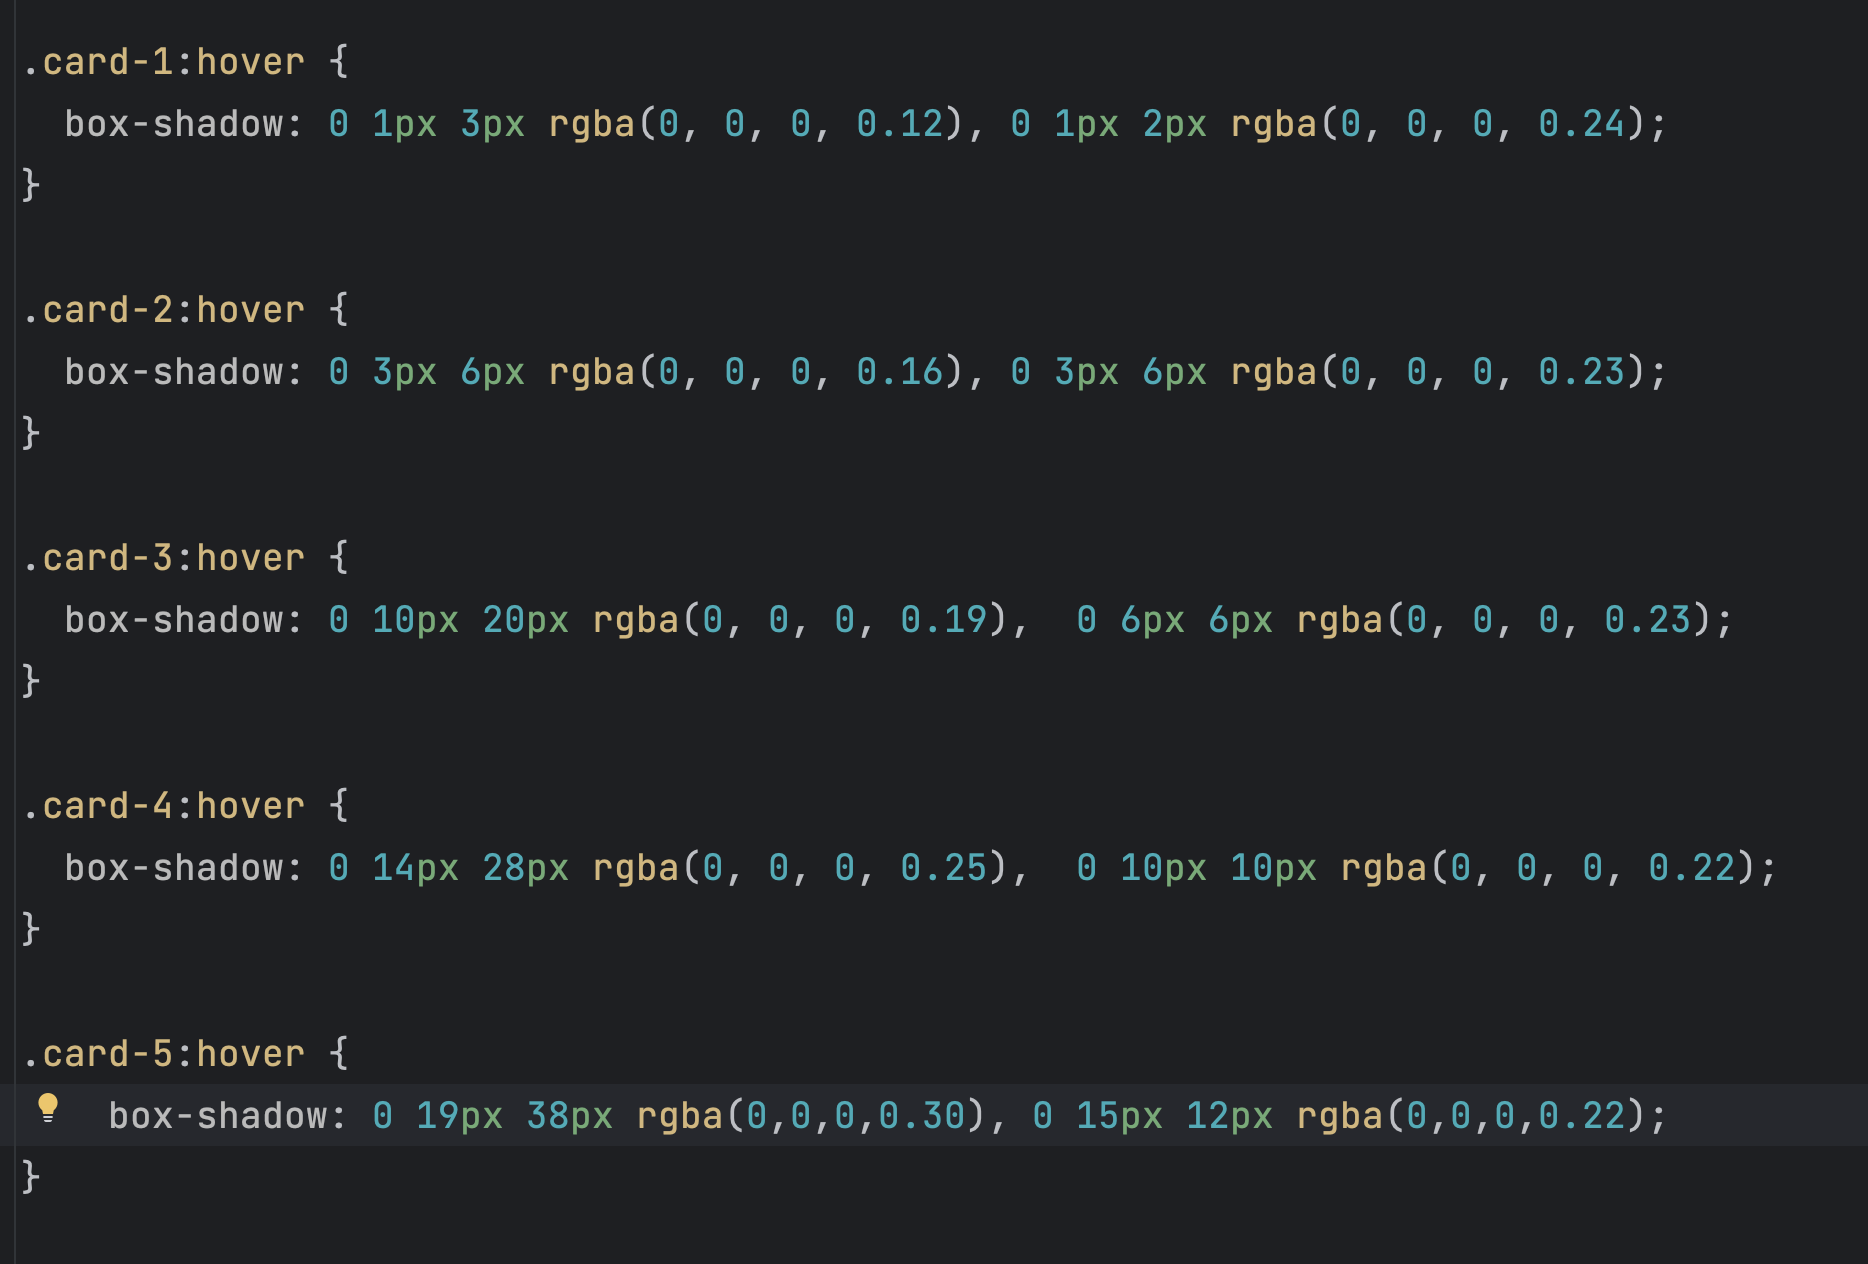 .card-1:hover {
  box-shadow: 0 1px 3px rgba(0, 0, 0, 0.12), 0 1px 2px rgba(0, 0, 0, 0.24);
}
.card-2:hover {
  box-shadow: 0 3px 6px rgba(0, 0, 0, 0.16), 0 3px 6px rgba(0, 0, 0, 0.23);
}
.card-3:hover {
  box-shadow: 0 10px 20px rgba(0, 0, 0, 0.19),  0 6px 6px rgba(0, 0, 0, 0.23);
}
.card-4:hover {
  box-shadow: 0 14px 28px rgba(0, 0, 0, 0.25),  0 10px 10px rgba(0, 0, 0, 0.22);
}
.card-5:hover {
    box-shadow: 0 19px 38px rgba(0,0,0,0.30), 0 15px 12px rgba(0,0,0,0.22);
}